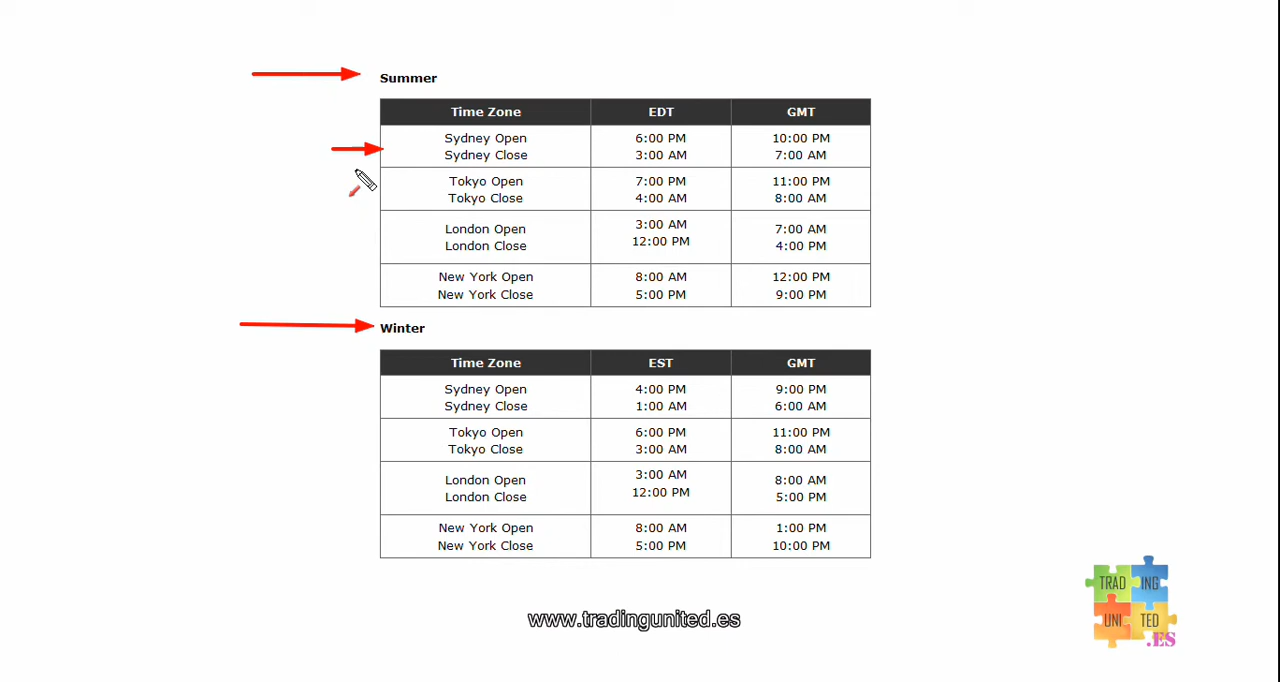 Summer
Time Zone EDT GMT
Sydney Open 6:00 PM 10:00 PM
Sydney Close 3:00 AM 7:00 AM
Tokyo Open 7:00 PM 11:00 PM
Tokyo Close 4:00 AM 8:00 AM
London Open 3:00 AM 7:00 AM
London Close 12:00 PM 4:00 PM
New York Open 8:00 AM 12:00 PM
New York Close 5:00 PM 9:00 PM
Winter
Time Zone EST GMT
Sydney Open 4:00 PM 9:00 PM
Sydney Close 1:00 AM 6:00 AM
Tokyo Open 6:00 PM 11:00 PM
Tokyo Close 3:00 AM 8:00 AM
London Open 3:00 AM 8:00 AM
London Close 12:00 PM 5:00 PM
New York Open 8:00 AM 1:00 PM
New York Close 5:00 PM 10:00 PM
www.tradingunited.es
TRAD ING
UNI TED
.ES